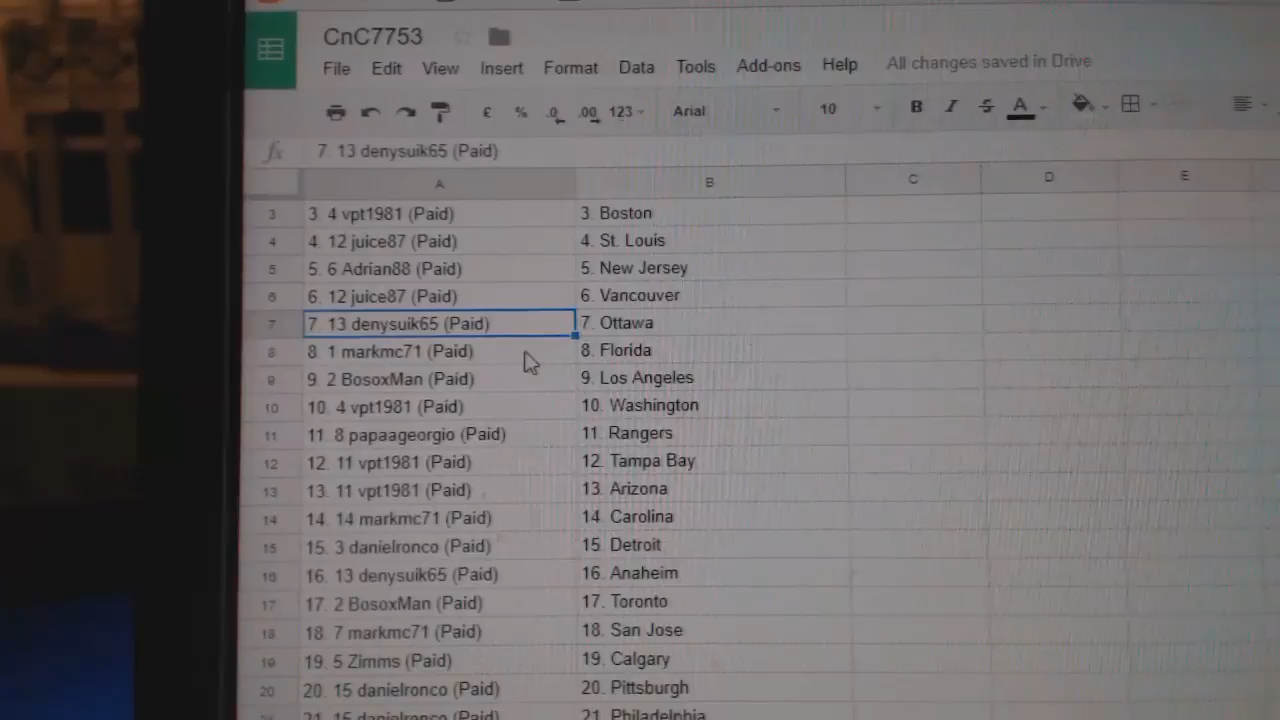 CnC7753
File Edit View Insert Format Data Tools Add-ons Help All changes saved in Drive
£ % .0 .00 123 Arial 10 B I S A
fx 7. 13 denysuik65 (Paid)
A B C D E
3 3. 4 vpt1981 (Paid) 3. Boston
4 4. 12 juice87 (Paid) 4. St. Louis
5 5. 6 Adrian88 (Paid) 5. New Jersey
6 6. 12 juice87 (Paid) 6. Vancouver
7 7. 13 denysuik65 (Paid) 7. Ottawa
8 8. 1 markmc71 (Paid) 8. Florida
9 9. 2 BosoxMan (Paid) 9. Los Angeles
10 10. 4 vpt1981 (Paid) 10. Washington
11 11. 8 papaageorgio (Paid) 11. Rangers
12 12. 11 vpt1981 (Paid) 12. Tampa Bay
13 13. 11 vpt1981 (Paid) 13. Arizona
14 14. 14 markmc71 (Paid) 14. Carolina
15 15. 3 danielronco (Paid) 15. Detroit
16 16. 13 denysuik65 (Paid) 16. Anaheim
17 17. 2 BosoxMan (Paid) 17. Toronto
18 18. 7 markmc71 (Paid) 18. San Jose
19 19. 5 Zimms (Paid) 19. Calgary
20 20. 15 danielronco (Paid) 20. Pittsburgh
21. 15 danielronco (Paid) 21. Philadelphia